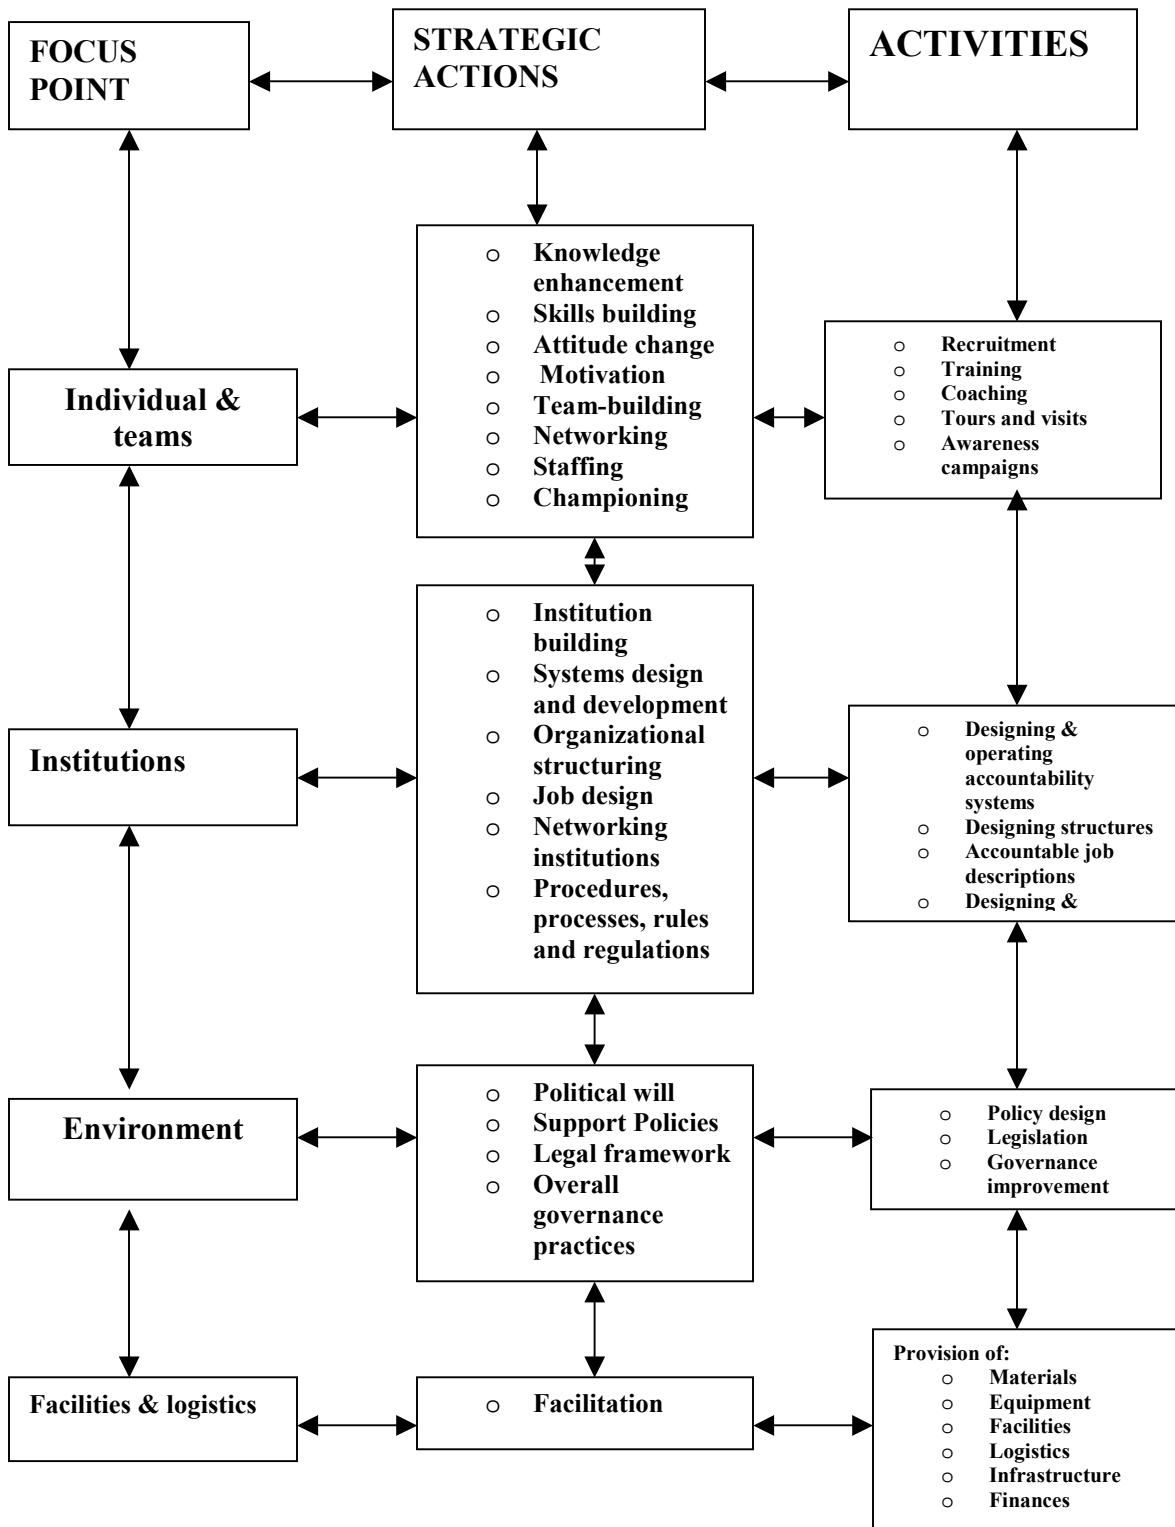 FOCUS
POINT
STRATEGIC
ACTIONS
ACTIVITIES
Individual &
teams
o Knowledge
enhancement
o Skills building
o Attitude change
o Motivation
o Team-building
o Networking
o Staffing
o Championing
o Recruitment
o Training
o Coaching
o Tours and visits
o Awareness
campaigns
Institutions
o Institution
building
o Systems design
and development
o Organizational
structuring
o Job design
o Networking
institutions
o Procedures,
processes, rules
and regulations
o Designing &
operating
accountability
systems
o Designing structures
o Accountable job
descriptions
o Designing &
Environment
o Political will
o Support Policies
o Legal framework
o Overall
governance
practices
o Policy design
o Legislation
o Governance
improvement
Facilities & logistics
o Facilitation
Provision of:
o Materials
o Equipment
o Facilities
o Logistics
o Infrastructure
o Finances